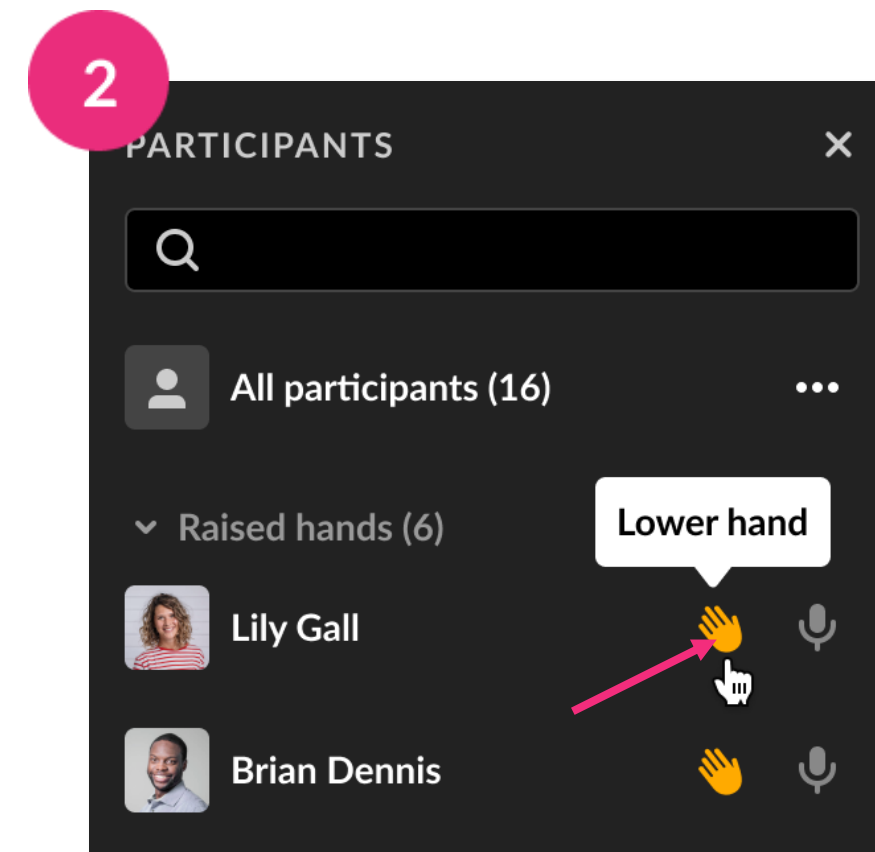 2
PARTICIPANTS
All participants (16)
Raised hands (6)
Lower hand
Lily Gall
Brian Dennis